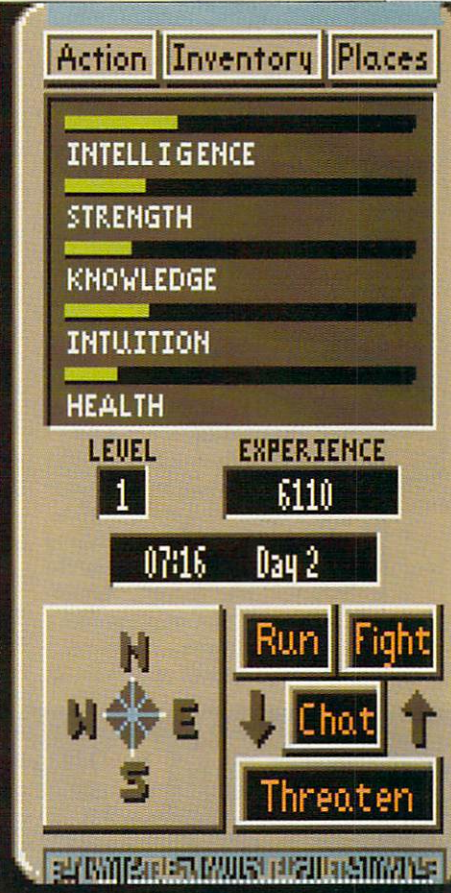 Action Inventory Places
INTELLIGENCE
STRENGTH
KNOWLEDGE
INTUITION
HEALTH
LEVEL EXPERIENCE
1 6110
07:16 Day 2
N
W E
S
Run Fight
Chat
Threaten